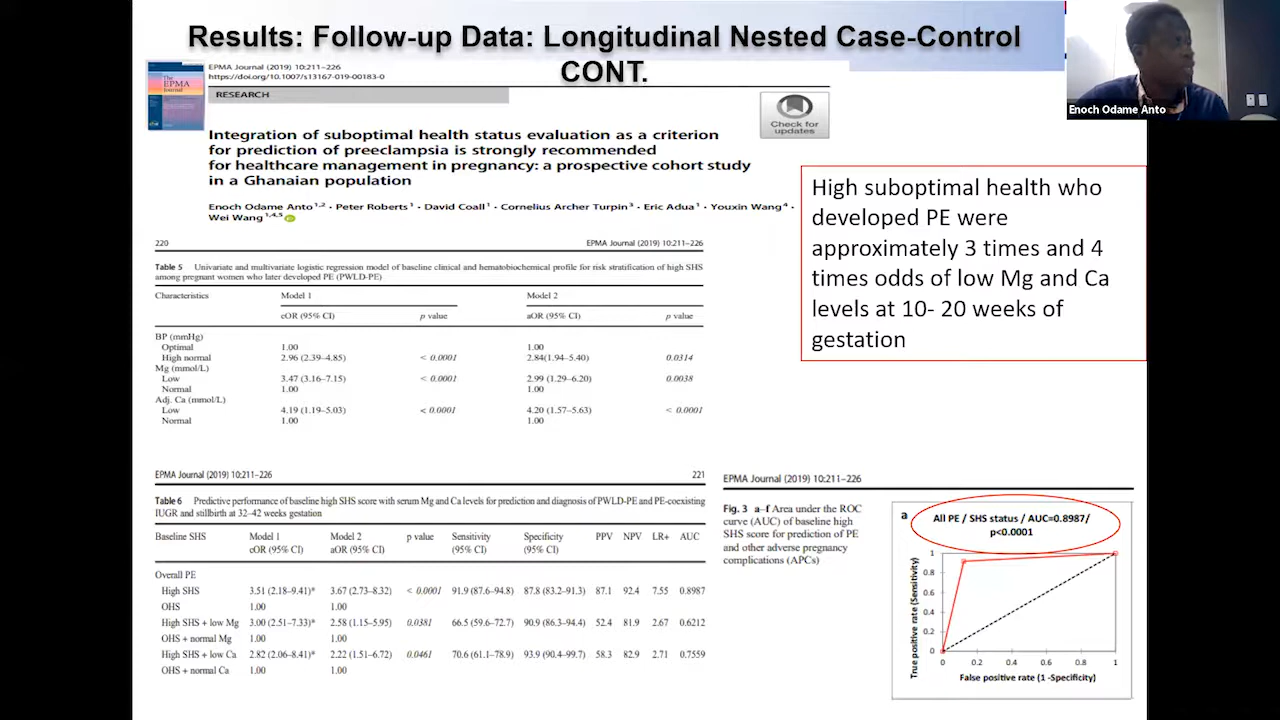 Results: Follow-up Data: Longitudinal Nested Case-Control
CONT.
Enoch Odame Anto
The
EPMA
Journal
EPMA Journal (2019) 10:211–226
https://doi.org/10.1007/s13167-019-00183-0
RESEARCH
Check for
updates
Integration of suboptimal health status evaluation as a criterion
for prediction of preeclampsia is strongly recommended
for healthcare management in pregnancy: a prospective cohort study
in a Ghanaian population
Enoch Odame Anto 1,2 · Peter Roberts 1 · David Coall 1 · Cornelius Archer Turpin 3 · Eric Adua 1 · Youxin Wang 4 ·
Wei Wang 1,4,5
High suboptimal health who
developed PE were
approximately 3 times and 4
times odds of low Mg and Ca
levels at 10- 20 weeks of
gestation
220 EPMA Journal (2019) 10:211–226
Table 5 Univariate and multivariate logistic regression model of baseline clinical and hematobiochemical profile for risk stratification of high SHS
among pregnant women who later developed PE (PWLD-PE)
Characteristics Model 1 Model 2
cOR (95% CI) p value aOR (95% CI) p value
BP (mmHg)
Optimal 1.00 1.00
High normal 2.96 (2.39–4.85) < 0.0001 2.84(1.94–5.40) 0.0314
Mg (mmol/L)
Low 3.47 (3.16–7.15) < 0.0001 2.99 (1.29–6.20) 0.0038
Normal 1.00 1.00
Adj. Ca (mmol/L)
Low 4.19 (1.19–5.03) < 0.0001 4.20 (1.57–5.63) < 0.0001
Normal 1.00 1.00
EPMA Journal (2019) 10:211–226 221
Table 6 Predictive performance of baseline high SHS score with serum Mg and Ca levels for prediction and diagnosis of PWLD-PE and PE-coexisting
IUGR and stillbirth at 32–42 weeks gestation
Baseline SHS Model 1 Model 2 p value Sensitivity Specificity PPV NPV LR+ AUC
cOR (95% CI) aOR (95% CI) (95% CI) (95% CI)
Overall PE
High SHS 3.51 (2.18–9.41)* 3.67 (2.73–8.32) < 0.0001 91.9 (87.6–94.8) 87.8 (83.2–91.3) 87.1 92.4 7.55 0.8987
OHS 1.00 1.00
High SHS + low Mg 3.00 (2.51–7.33)* 2.58 (1.15–5.95) 0.0381 66.5 (59.6–72.7) 90.9 (86.3–94.4) 52.4 81.9 2.67 0.6212
OHS + normal Mg 1.00 1.00
High SHS + low Ca 2.82 (2.06–8.41)* 2.22 (1.51–6.72) 0.0461 70.6 (61.1–78.9) 93.9 (90.4–99.7) 58.3 82.9 2.71 0.7559
OHS + normal Ca 1.00 1.00
EPMA Journal (2019) 10:211–226
Fig. 3 a–f Area under the ROC
curve (AUC) of baseline high
SHS score for prediction of PE
and other adverse pregnancy
complications (APCs)
a
All PE / SHS status / AUC=0.8987/
p<0.0001
True positive rate (Sensitivity)
1
0.8
0.6
0.4
0.2
0
0 0.2 0.4 0.6 0.8 1
False positive rate (1 -Specificity)